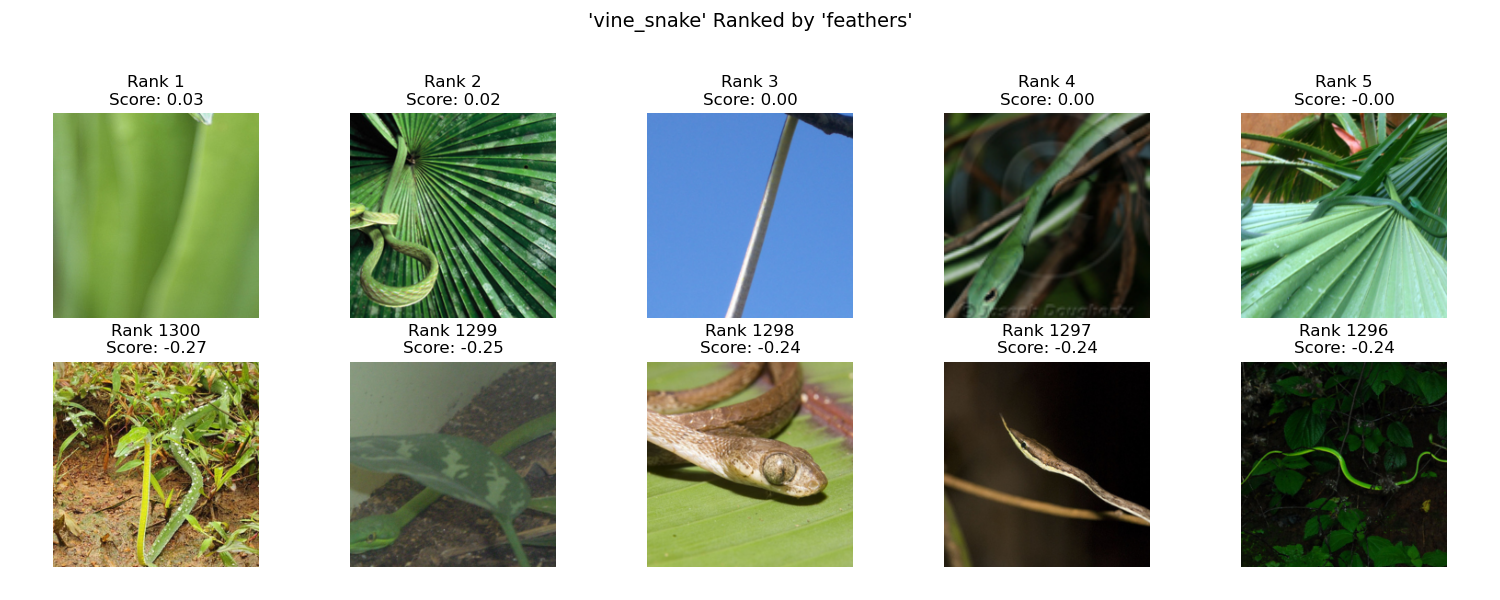 'vine_snake' Ranked by 'feathers'
Rank 1
Score: 0.03
Rank 2
Score: 0.02
Rank 3
Score: 0.00
Rank 4
Score: 0.00
Rank 5
Score: -0.00
Rank 1300
Score: -0.27
Rank 1299
Score: -0.25
Rank 1298
Score: -0.24
Rank 1297
Score: -0.24
Rank 1296
Score: -0.24